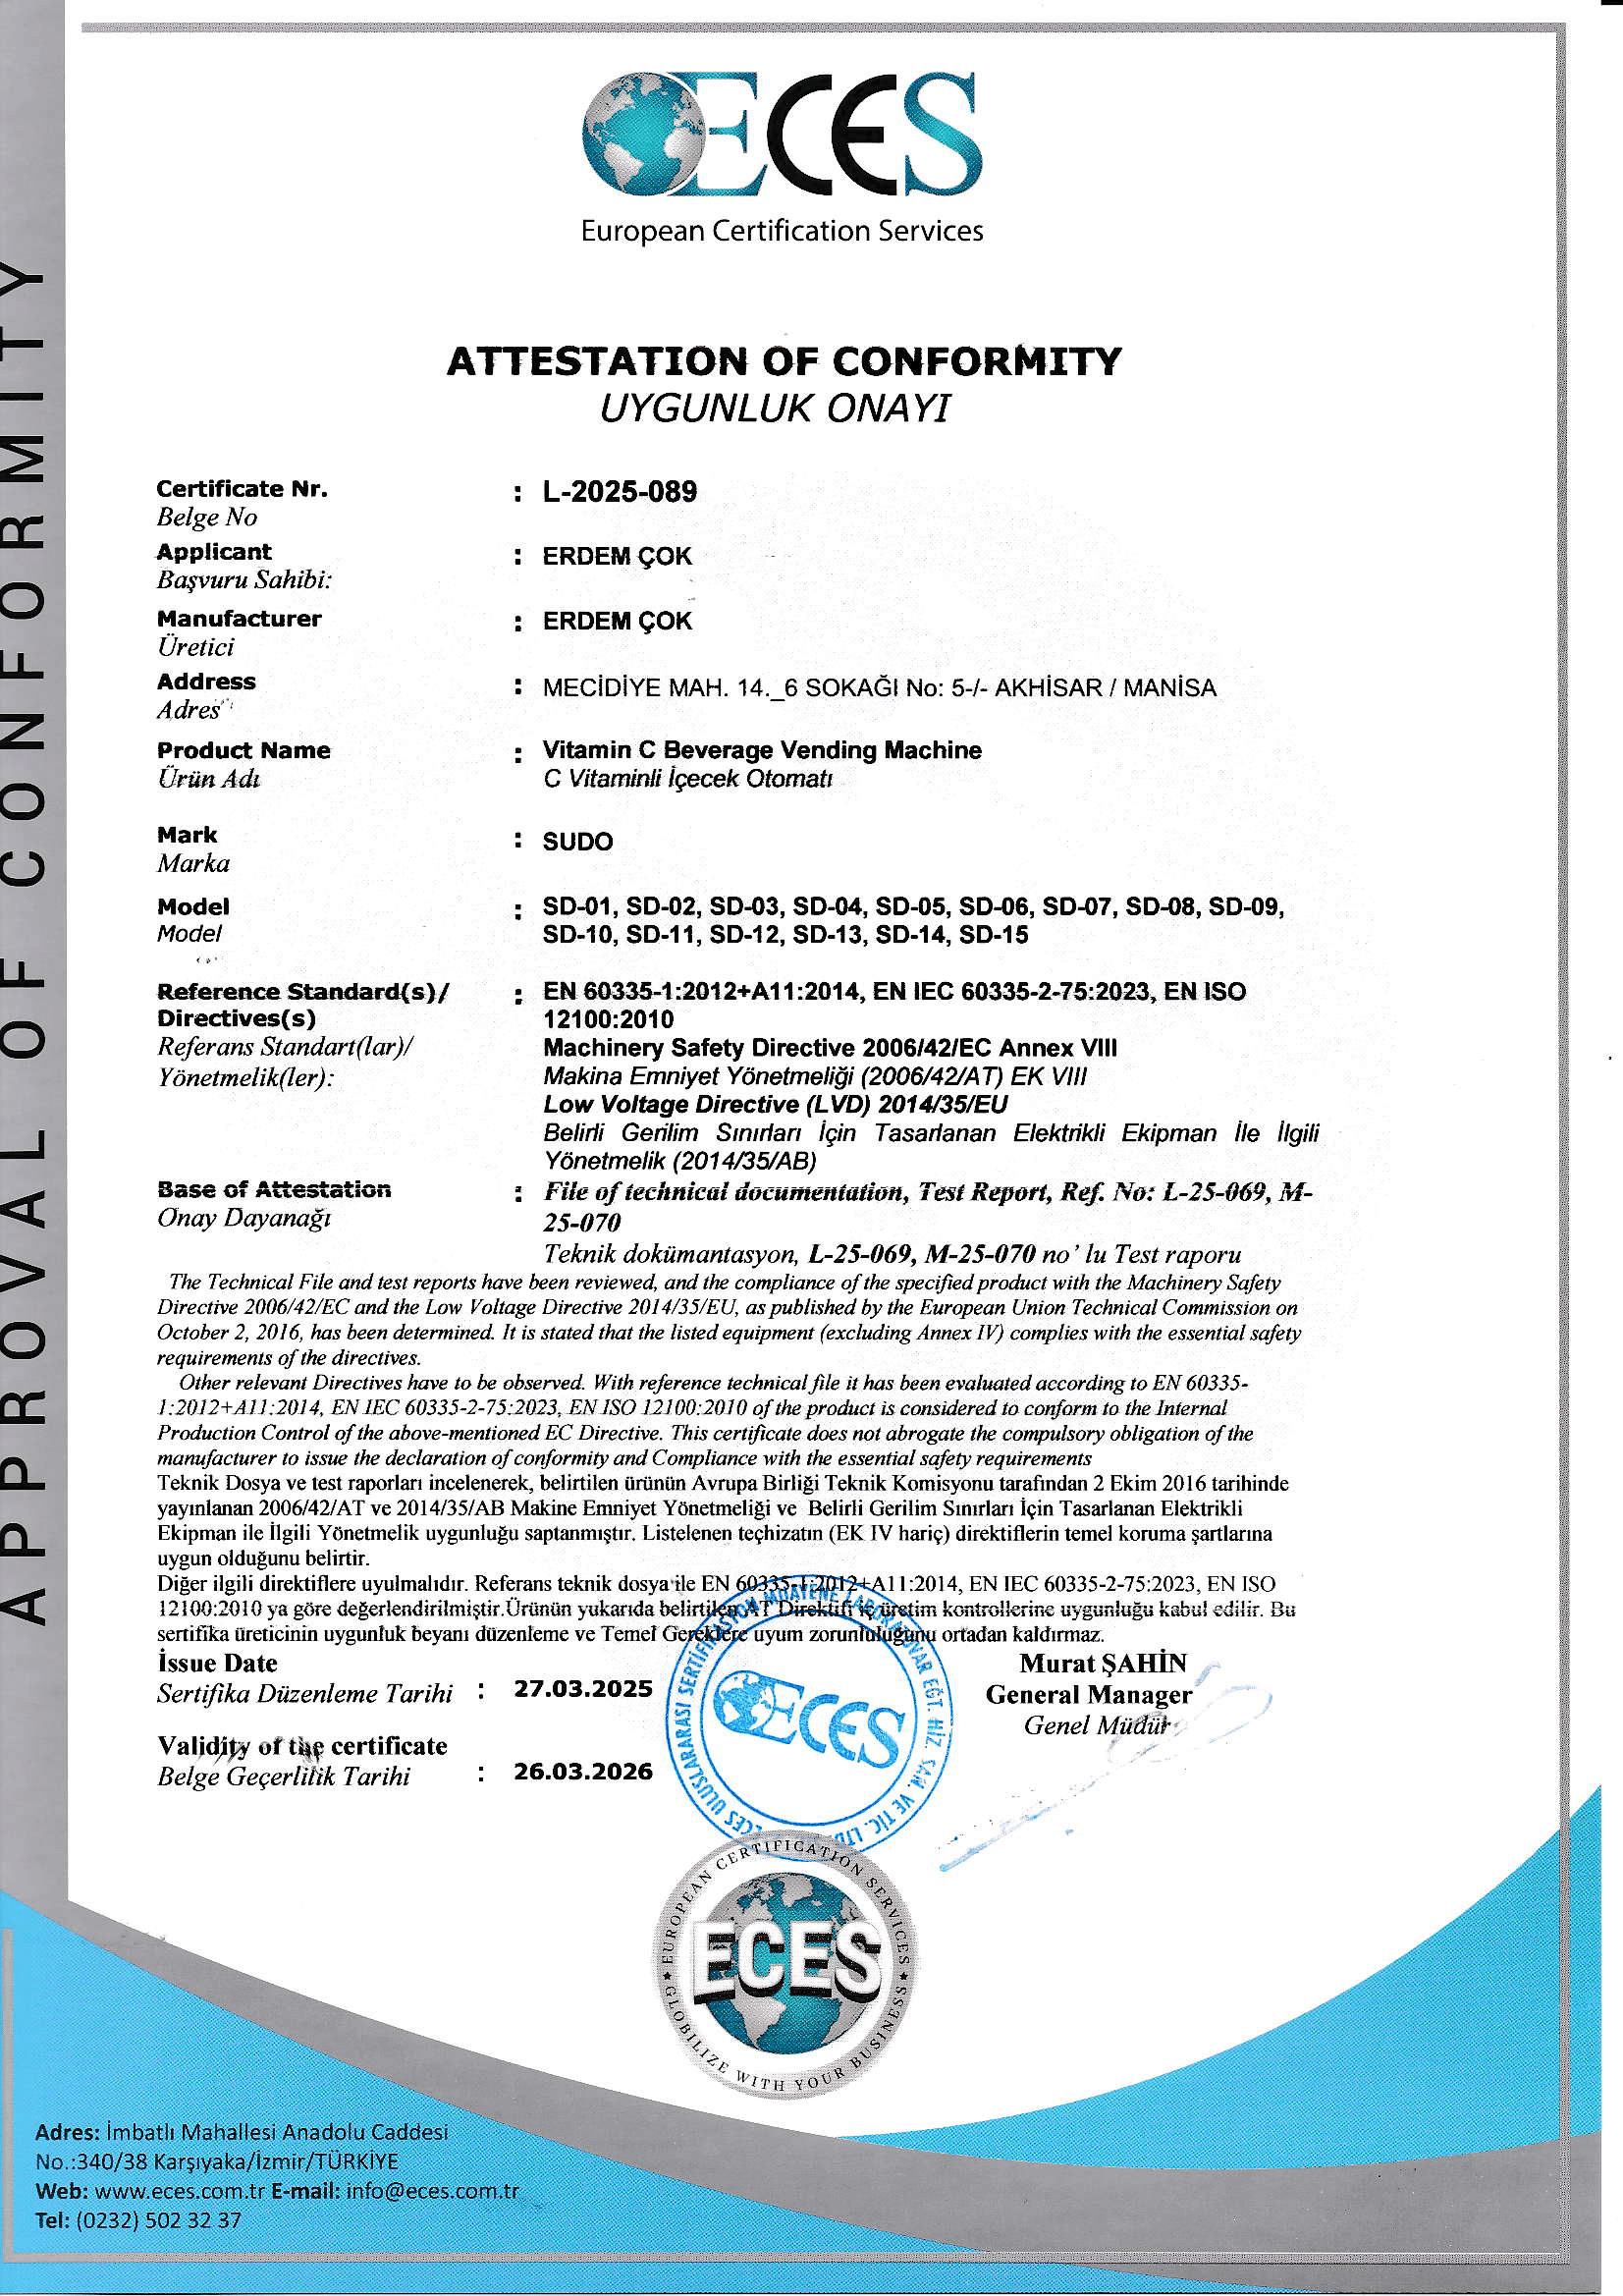 APPROVAL OF CONFORMITY
ECES
European Certification Services
ATTESTATION OF CONFORMITY
UYGUNLUK ONAYI
Certificate Nr. : L-2025-089
Belge No
Applicant : ERDEM ÇOK
Başvuru Sahibi:
Manufacturer : ERDEM ÇOK
Üretici
Address : MECİDİYE MAH. 14._6 SOKAĞI No: 5-/- AKHİSAR / MANİSA
Adres
Product Name : Vitamin C Beverage Vending Machine
Ürün Adı C Vitaminli İçecek Otomatı
Mark : SUDO
Marka
Model : SD-01, SD-02, SD-03, SD-04, SD-05, SD-06, SD-07, SD-08, SD-09,
Model SD-10, SD-11, SD-12, SD-13, SD-14, SD-15
Reference Standard(s)/ : EN 60335-1:2012+A11:2014, EN IEC 60335-2-75:2023, EN ISO
Directives(s) 12100:2010
Referans Standart(lar)/ Machinery Safety Directive 2006/42/EC Annex VIII
Yönetmelik(ler): Makina Emniyet Yönetmeliği (2006/42/AT) EK VIII
Low Voltage Directive (LVD) 2014/35/EU
Belirli Gerilim Sınırları İçin Tasarlanan Elektrikli Ekipman İle İlgili
Yönetmelik (2014/35/AB)
Base of Attestation : File of technical documentation, Test Report, Ref. No: L-25-069, M-
Onay Dayanağı 25-070
Teknik dokümantasyon, L-25-069, M-25-070 no' lu Test raporu
The Technical File and test reports have been reviewed, and the compliance of the specified product with the Machinery Safety
Directive 2006/42/EC and the Low Voltage Directive 2014/35/EU, as published by the European Union Technical Commission on
October 2, 2016, has been determined. It is stated that the listed equipment (excluding Annex IV) complies with the essential safety
requirements of the directives.
Other relevant Directives have to be observed. With reference technical file it has been evaluated according to EN 60335-
1:2012+A11:2014, EN IEC 60335-2-75:2023, EN ISO 12100:2010 of the product is considered to conform to the Internal
Production Control of the above-mentioned EC Directive. This certificate does not abrogate the compulsory obligation of the
manufacturer to issue the declaration of conformity and Compliance with the essential safety requirements
Teknik Dosya ve test raporları incelenerek, belirtilen ürünün Avrupa Birliği Teknik Komisyonu tarafından 2 Ekim 2016 tarihinde
yayınlanan 2006/42/AT ve 2014/35/AB Makine Emniyet Yönetmeliği ve Belirli Gerilim Sınırları İçin Tasarlanan Elektrikli
Ekipman ile İlgili Yönetmelik uygunluğu saptanmıştır. Listelenen teçhizatın (EK IV hariç) direktiflerin temel koruma şartlarına
uygun olduğunu belirtir.
Diğer ilgili direktiflere uyulmalıdır. Referans teknik dosya ile EN 60335-1:2012+A11:2014, EN IEC 60335-2-75:2023, EN ISO
12100:2010 ya göre değerlendirilmiştir.Ürünün yukarıda belirtilen AT Direktifi iç üretim kontrollerine uygunluğu kabul edilir. Bu
sertifika üreticinin uygunluk beyanı düzenleme ve Temel Gereklere uyum zorunluluğunu ortadan kaldırmaz.
İssue Date
Sertifika Düzenleme Tarihi : 27.03.2025
Validity of the certificate
Belge Geçerlilik Tarihi : 26.03.2026
Murat ŞAHİN
General Manager
Genel Müdür
ECES ULUSLARARASI SERTİFİKASYON MUAYENE LABORATUVAR EĞT. HİZ. SAN. VE TİC. LTD
ECES
EUROPEAN CERTIFICATION SERVICES
ECES
GLOBILIZE WITH YOUR BUSINESS
Adres: İmbatlı Mahallesi Anadolu Caddesi
No.:340/38 Karşıyaka/İzmir/TÜRKİYE
Web: www.eces.com.tr E-mail: info@eces.com.tr
Tel: (0232) 502 32 37